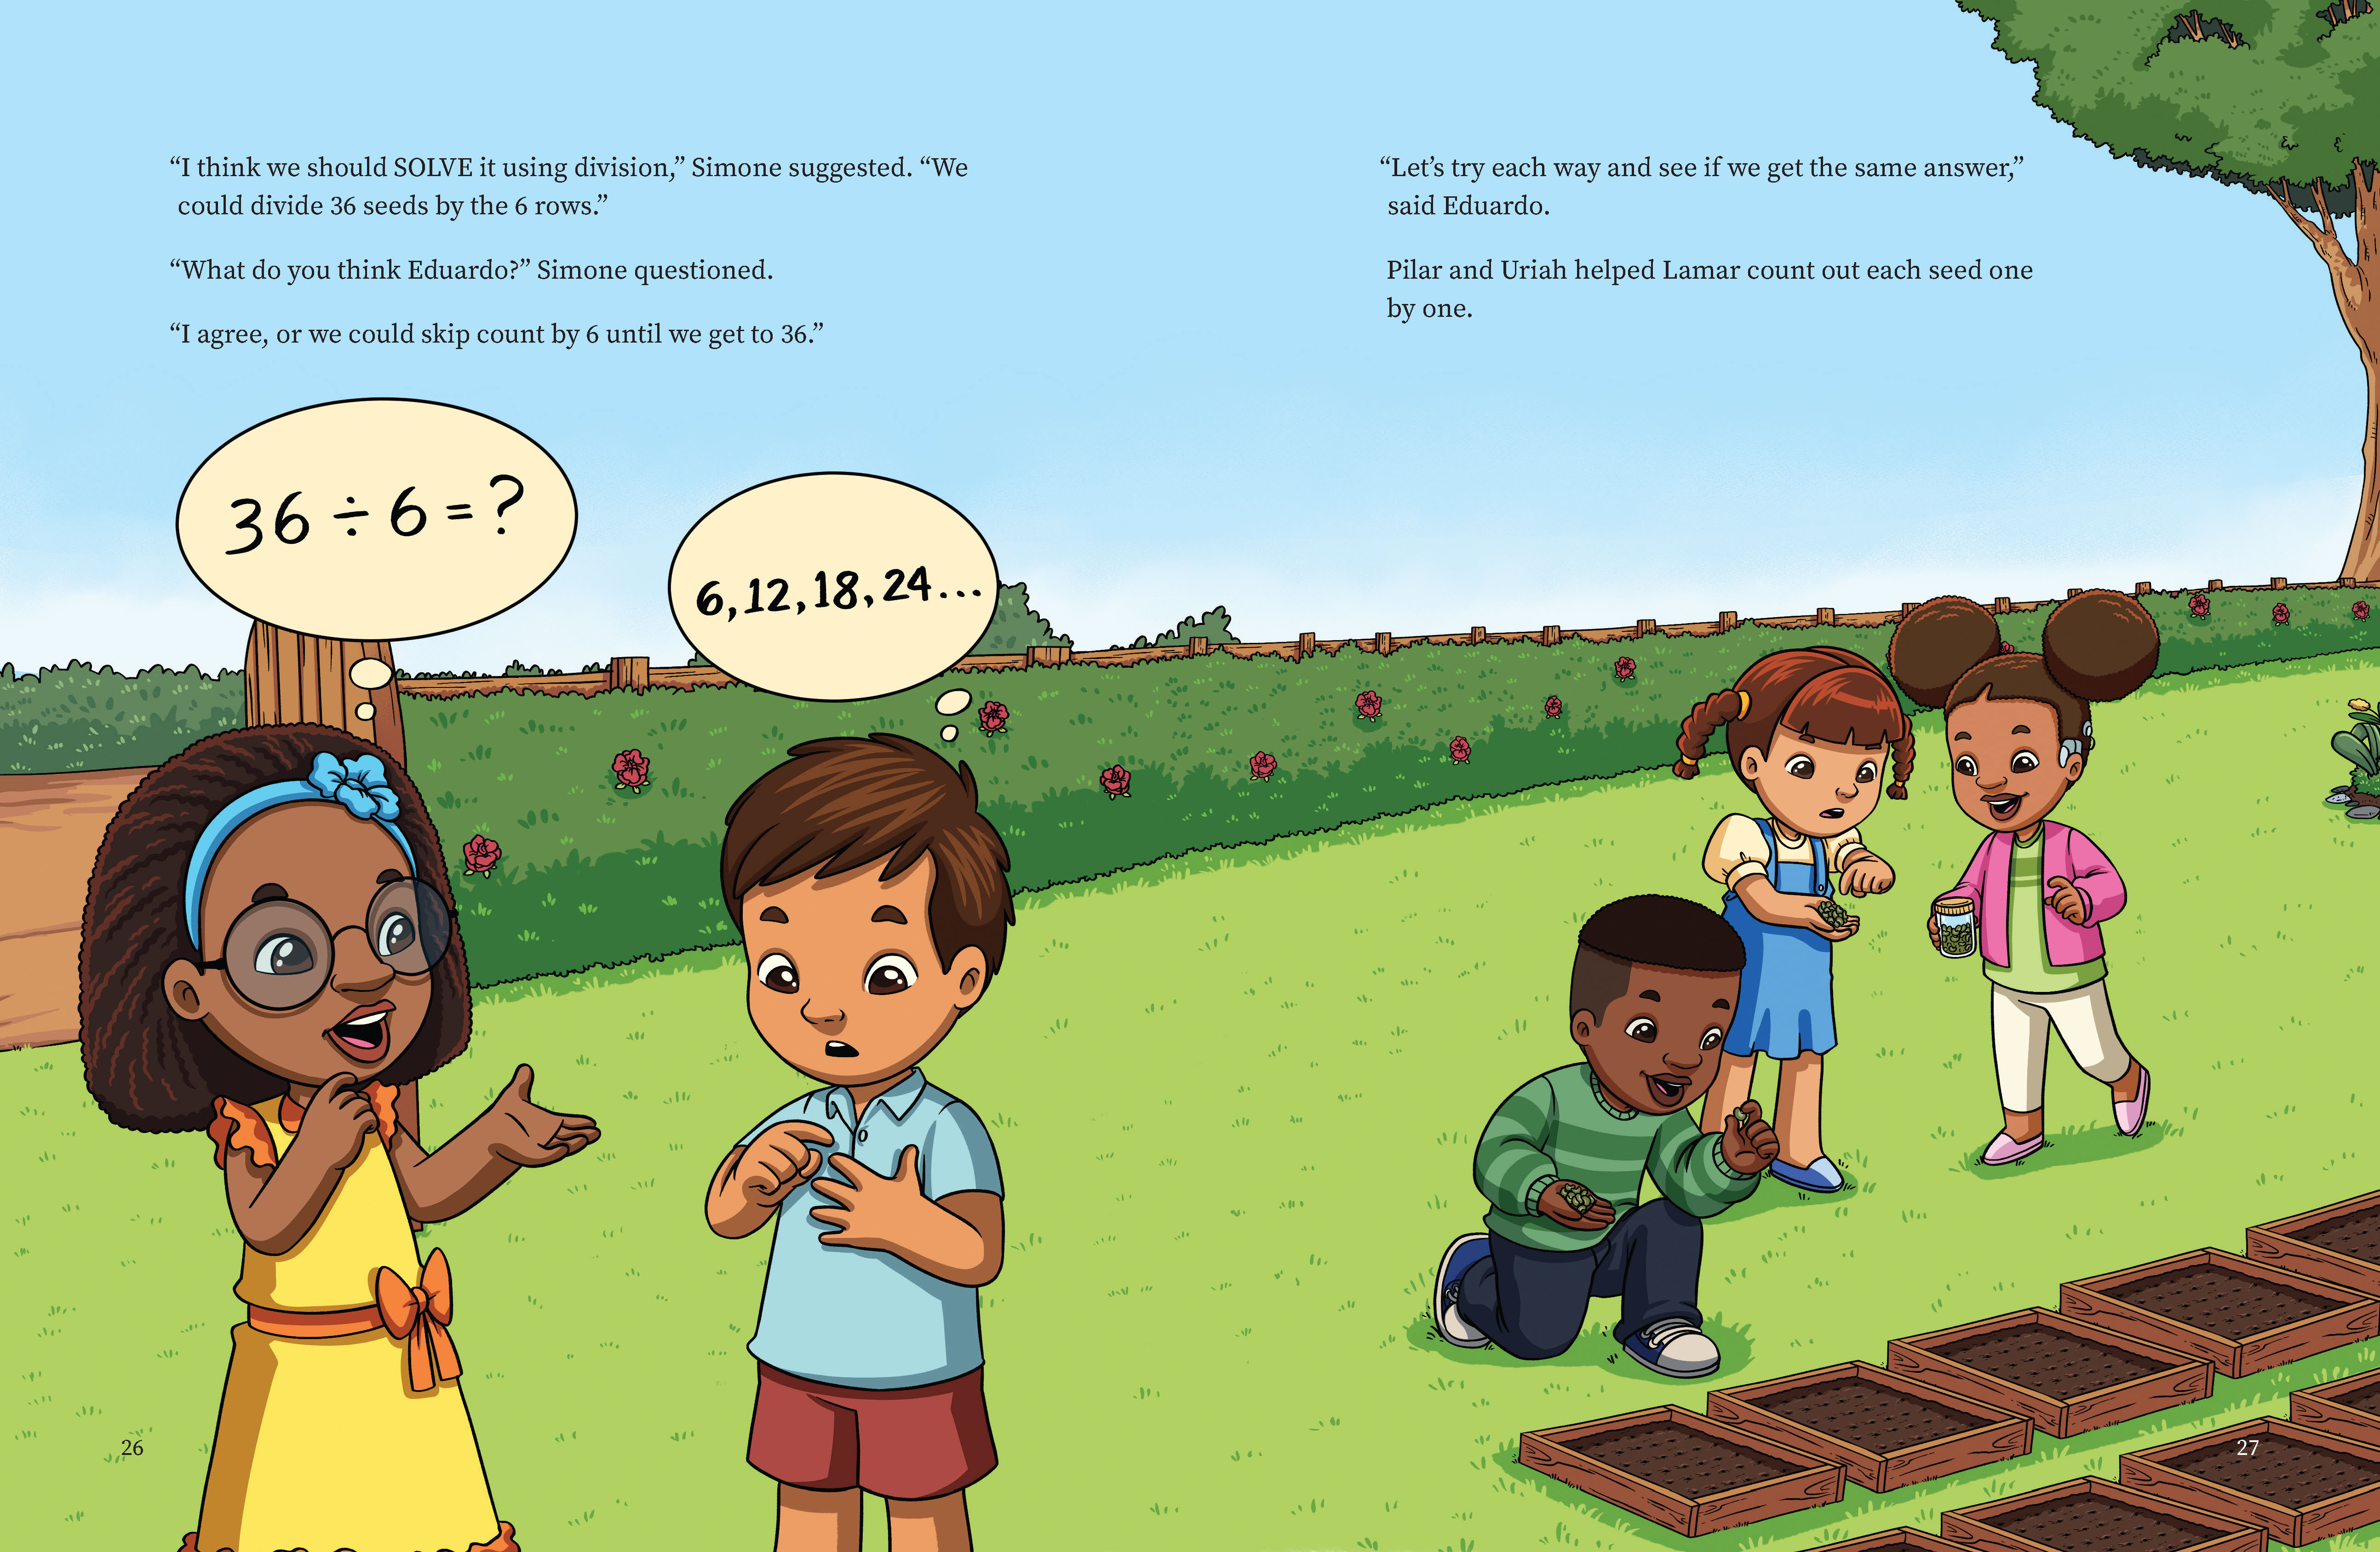 “I think we should SOLVE it using division,” Simone suggested. “We
could divide 36 seeds by the 6 rows.”
“What do you think Eduardo?” Simone questioned.
“I agree, or we could skip count by 6 until we get to 36.”
36 ÷ 6 = ?
6, 12, 18, 24...
26
“Let’s try each way and see if we get the same answer,”
said Eduardo.
Pilar and Uriah helped Lamar count out each seed one
by one.
27